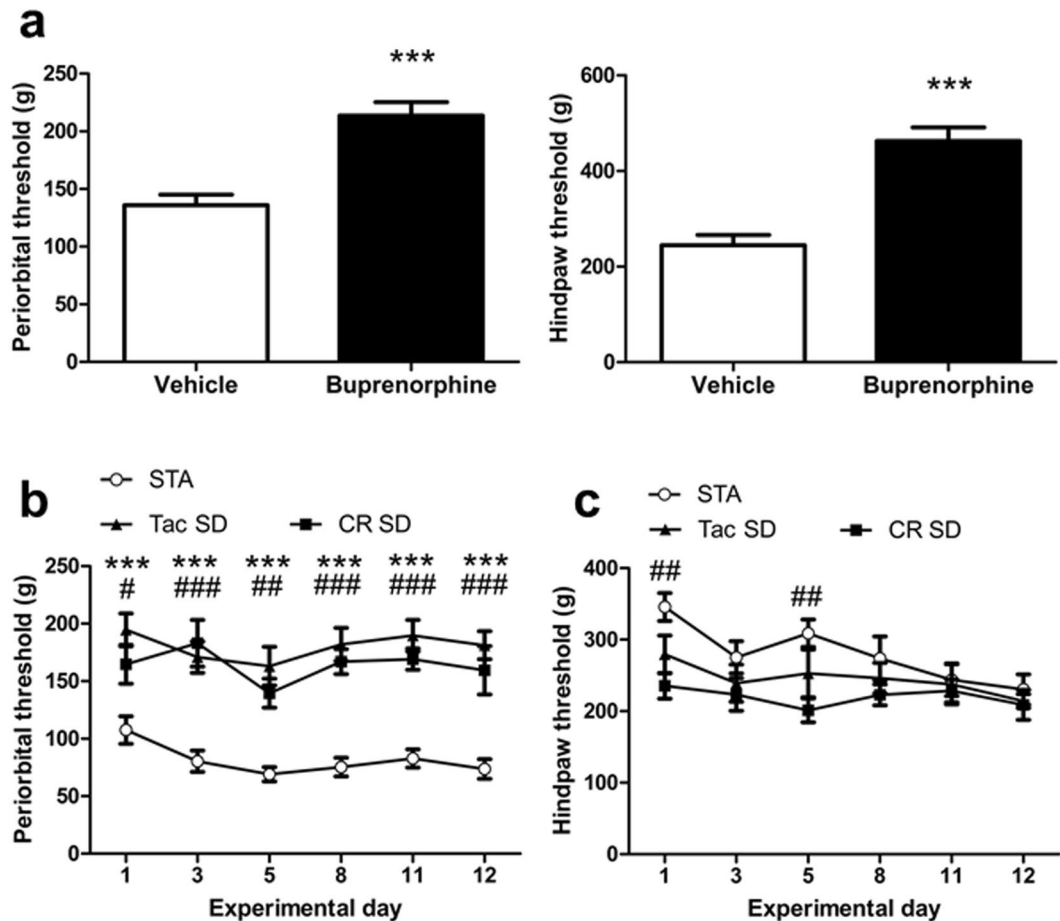 a
***
Periorbital threshold (g)
250
200
150
100
50
0
Vehicle Buprenorphine
***
Hindpaw threshold (g)
600
400
200
0
Vehicle Buprenorphine
b
STA
Tac SD CR SD
*** *** *** *** *** ***
# ### ## ### ### ###
Periorbital threshold (g)
250
200
150
100
50
0
1 3 5 8 11 12
Experimental day
c
STA
Tac SD CR SD
## ##
Hindpaw threshold (g)
400
300
200
100
0
1 3 5 8 11 12
Experimental day